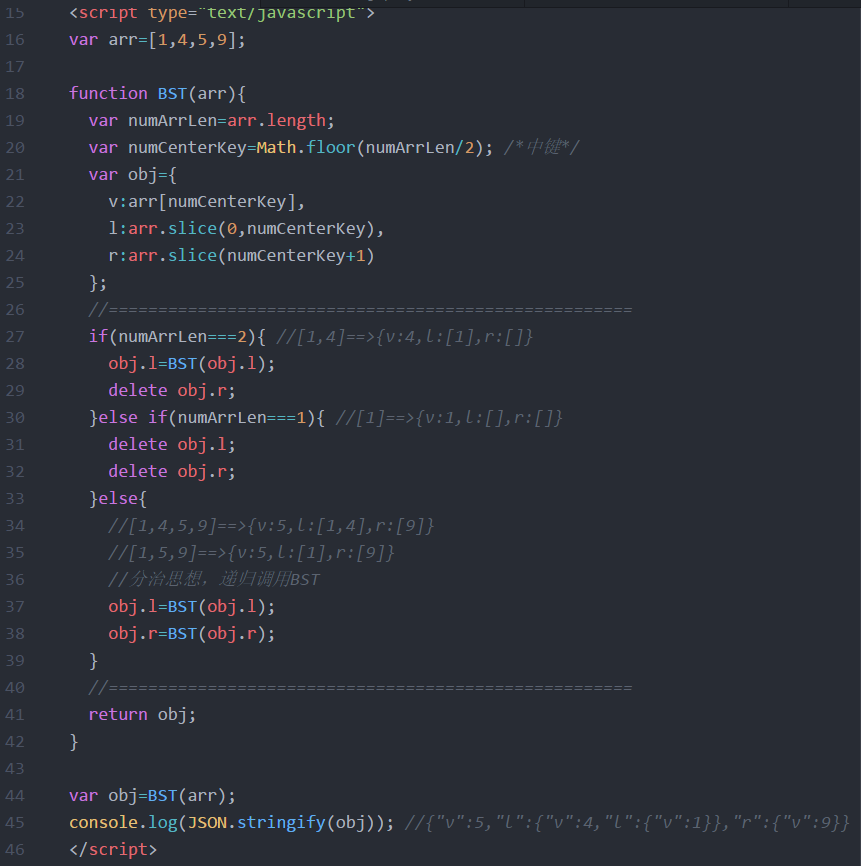 15 <script type="text/javascript">
16 var arr=[1,4,5,9];
17
18 function BST(arr){
19 var numArrLen=arr.length;
20 var numCenterKey=Math.floor(numArrLen/2); /*中键*/
21 var obj={
22 v:arr[numCenterKey],
23 l:arr.slice(0,numCenterKey),
24 r:arr.slice(numCenterKey+1)
25 };
26 //=====================================================
27 if(numArrLen===2){ //[1,4]==>{v:4,l:[1],r:[]}
28 obj.l=BST(obj.l);
29 delete obj.r;
30 }else if(numArrLen===1){ //[1]==>{v:1,l:[],r:[]}
31 delete obj.l;
32 delete obj.r;
33 }else{
34 //[1,4,5,9]==>{v:5,l:[1,4],r:[9]}
35 //[1,5,9]==>{v:5,l:[1],r:[9]}
36 //分治思想，递归调用BST
37 obj.l=BST(obj.l);
38 obj.r=BST(obj.r);
39 }
40 //=====================================================
41 return obj;
42 }
43
44 var obj=BST(arr);
45 console.log(JSON.stringify(obj)); //{"v":5,"l":{"v":4,"l":{"v":1}},"r":{"v":9}}
46 </script>